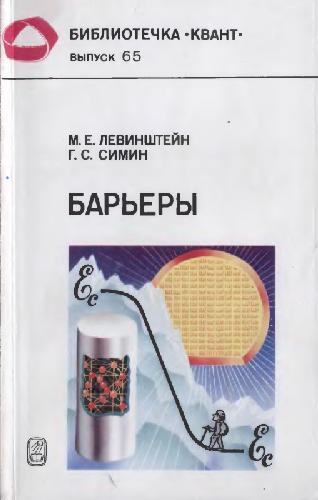 БИБЛИОТЕЧКА •КВАНТ•
ВЫПУСК 65
М. Е. ЛЕВИНШТЕЙН
Г. С. СИМИН
БАРЬЕРЫ
Ec
Ec